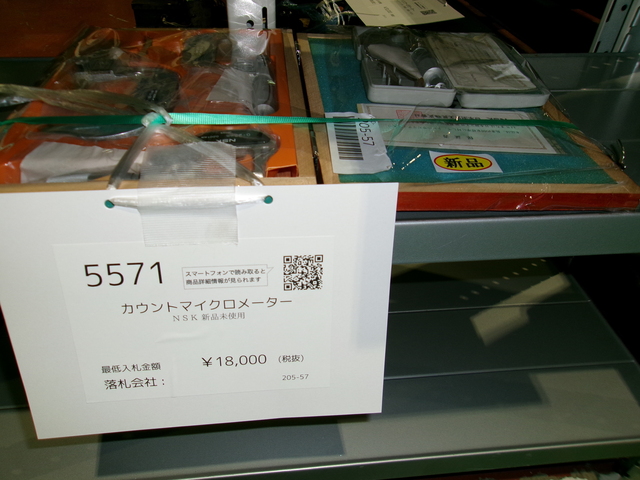 205-57
新品
5571
スマートフォンで読み取ると
商品詳細情報が見られます
カウントマイクロメーター
NSK 新品未使用
最低入札金額
￥18,000 (税抜)
落札会社：
205-57